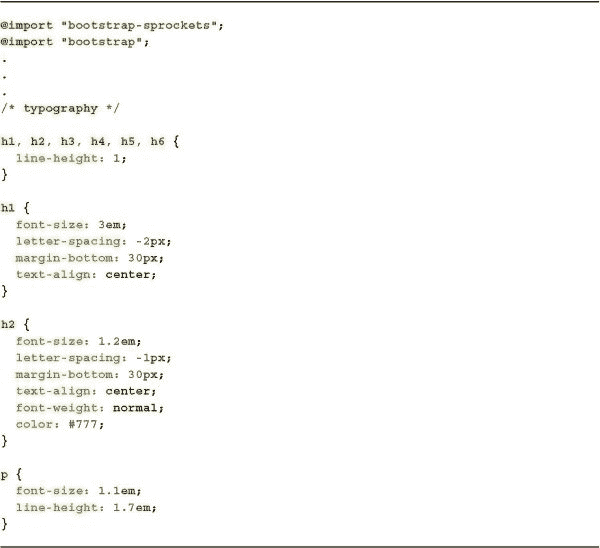 @import "bootstrap-sprockets";
@import "bootstrap";
.
.
.
/* typography */
h1, h2, h3, h4, h5, h6 {
  line-height: 1;
}
h1 {
  font-size: 3em;
  letter-spacing: -2px;
  margin-bottom: 30px;
  text-align: center;
}
h2 {
  font-size: 1.2em;
  letter-spacing: -1px;
  margin-bottom: 30px;
  text-align: center;
  font-weight: normal;
  color: #777;
}
p {
  font-size: 1.1em;
  line-height: 1.7em;
}